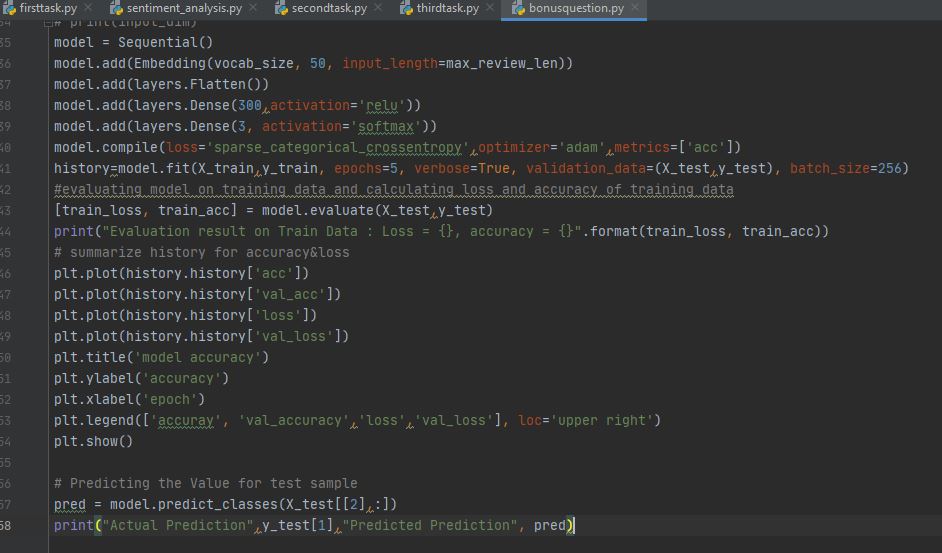 firsttask.py sentiment_analysis.py secondtask.py thirdtask.py bonusquestion.py
# print(input_dim)
35 model = Sequential()
36 model.add(Embedding(vocab_size, 50, input_length=max_review_len))
37 model.add(layers.Flatten())
38 model.add(layers.Dense(300,activation='relu'))
39 model.add(layers.Dense(3, activation='softmax'))
40 model.compile(loss='sparse_categorical_crossentropy',optimizer='adam',metrics=['acc'])
41 history=model.fit(X_train,y_train, epochs=5, verbose=True, validation_data=(X_test,y_test), batch_size=256)
42 #evaluating model on training data and calculating loss and accuracy of training data
43 [train_loss, train_acc] = model.evaluate(X_test,y_test)
44 print("Evaluation result on Train Data : Loss = {}, accuracy = {}".format(train_loss, train_acc))
45 # summarize history for accuracy&loss
46 plt.plot(history.history['acc'])
47 plt.plot(history.history['val_acc'])
48 plt.plot(history.history['loss'])
49 plt.plot(history.history['val_loss'])
50 plt.title('model accuracy')
51 plt.ylabel('accuracy')
52 plt.xlabel('epoch')
53 plt.legend(['accuray', 'val_accuracy','loss','val_loss'], loc='upper right')
54 plt.show()
55
56 # Predicting the Value for test sample
57 pred = model.predict_classes(X_test[[2],:])
58 print("Actual Prediction",y_test[1],"Predicted Prediction", pred)